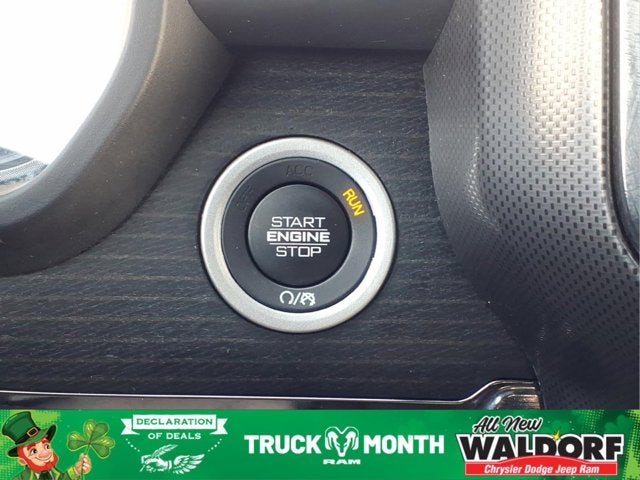 ACC
RUN
START
ENGINE
STOP
DECLARATION
OF DEALS
TRUCK MONTH
RAM
All New
WALDORF
Chrysler Dodge Jeep Ram